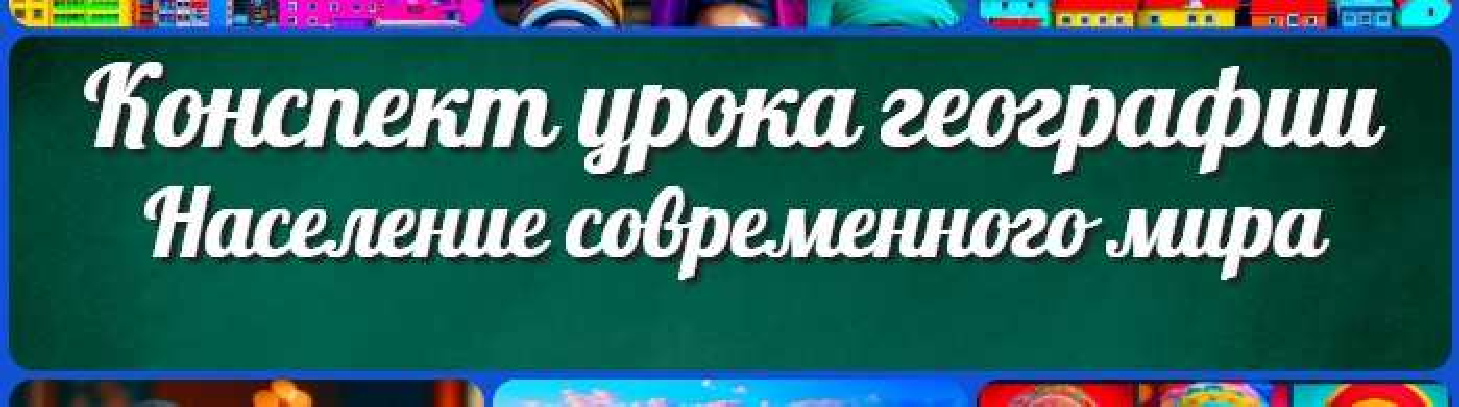 Конспект урока географии
Население современного мира